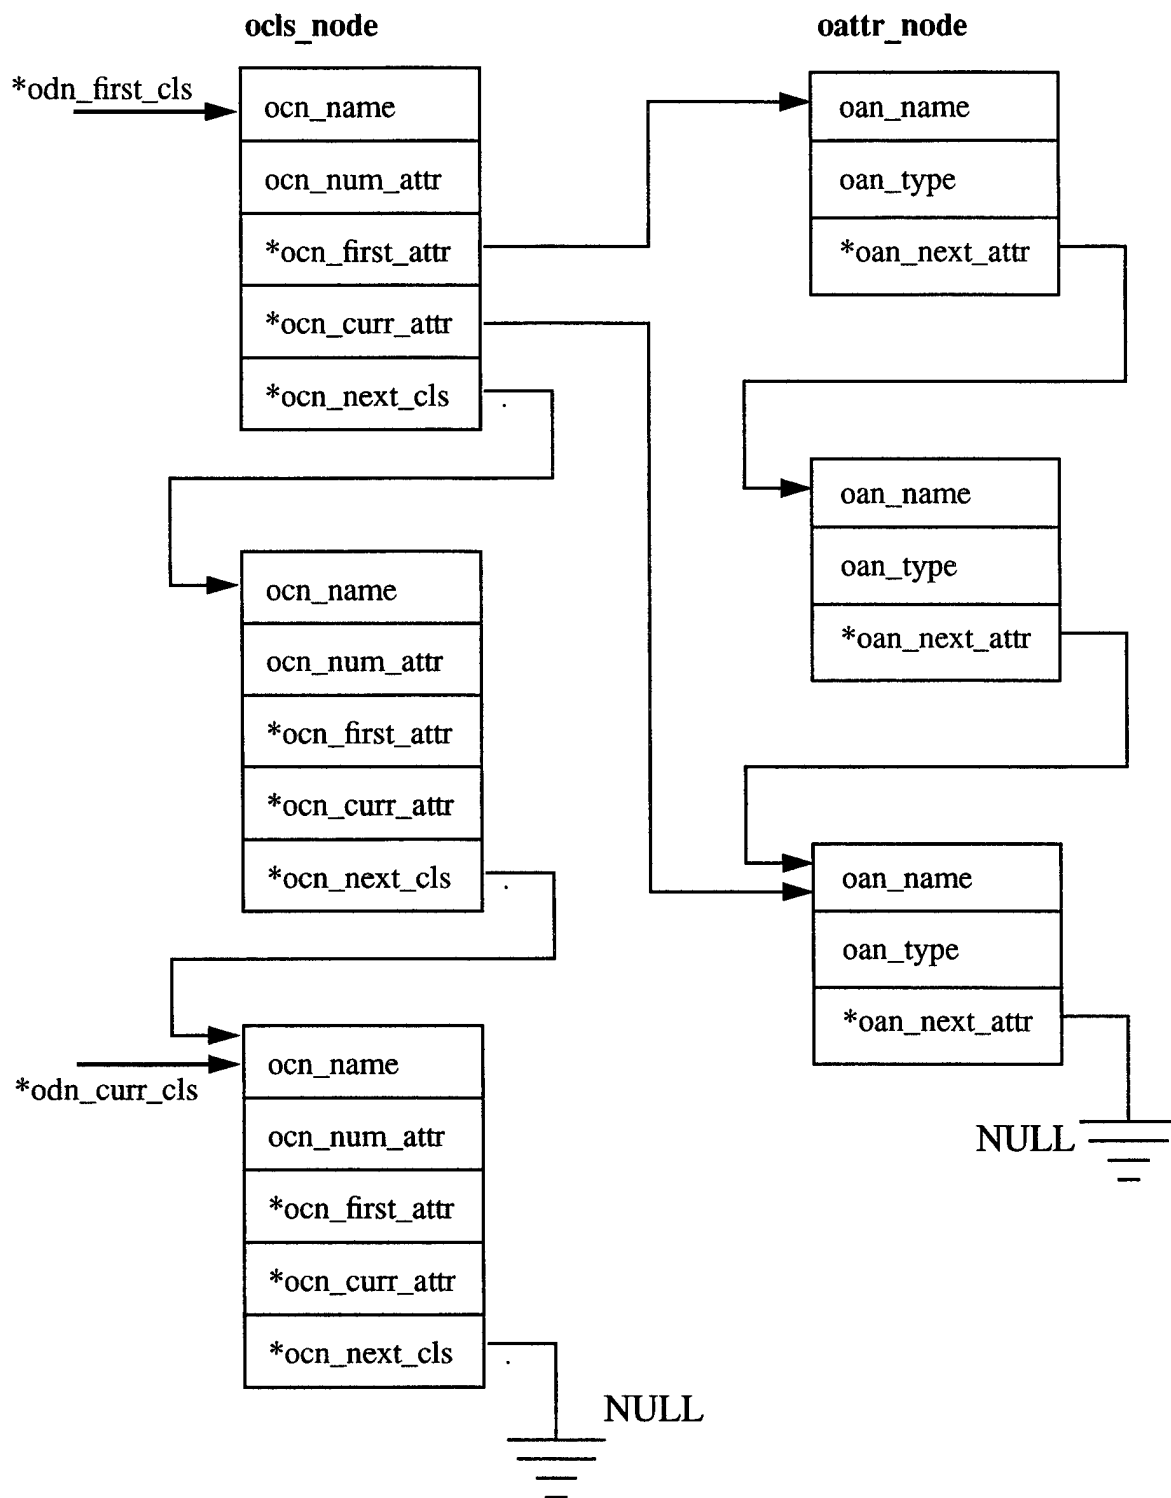 ocls_node
oattr_node
*odn_first_cls
ocn_name
ocn_num_attr
*ocn_first_attr
*ocn_curr_attr
*ocn_next_cls
oan_name
oan_type
*oan_next_attr
ocn_name
ocn_num_attr
*ocn_first_attr
*ocn_curr_attr
*ocn_next_cls
oan_name
oan_type
*oan_next_attr
*odn_curr_cls
ocn_name
ocn_num_attr
*ocn_first_attr
*ocn_curr_attr
*ocn_next_cls
NULL
oan_name
oan_type
*oan_next_attr
NULL